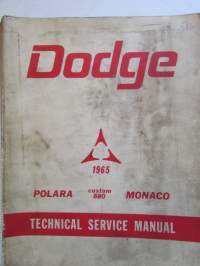 Dodge
1965
POLARA custom 880 MONACO
TECHNICAL SERVICE MANUAL